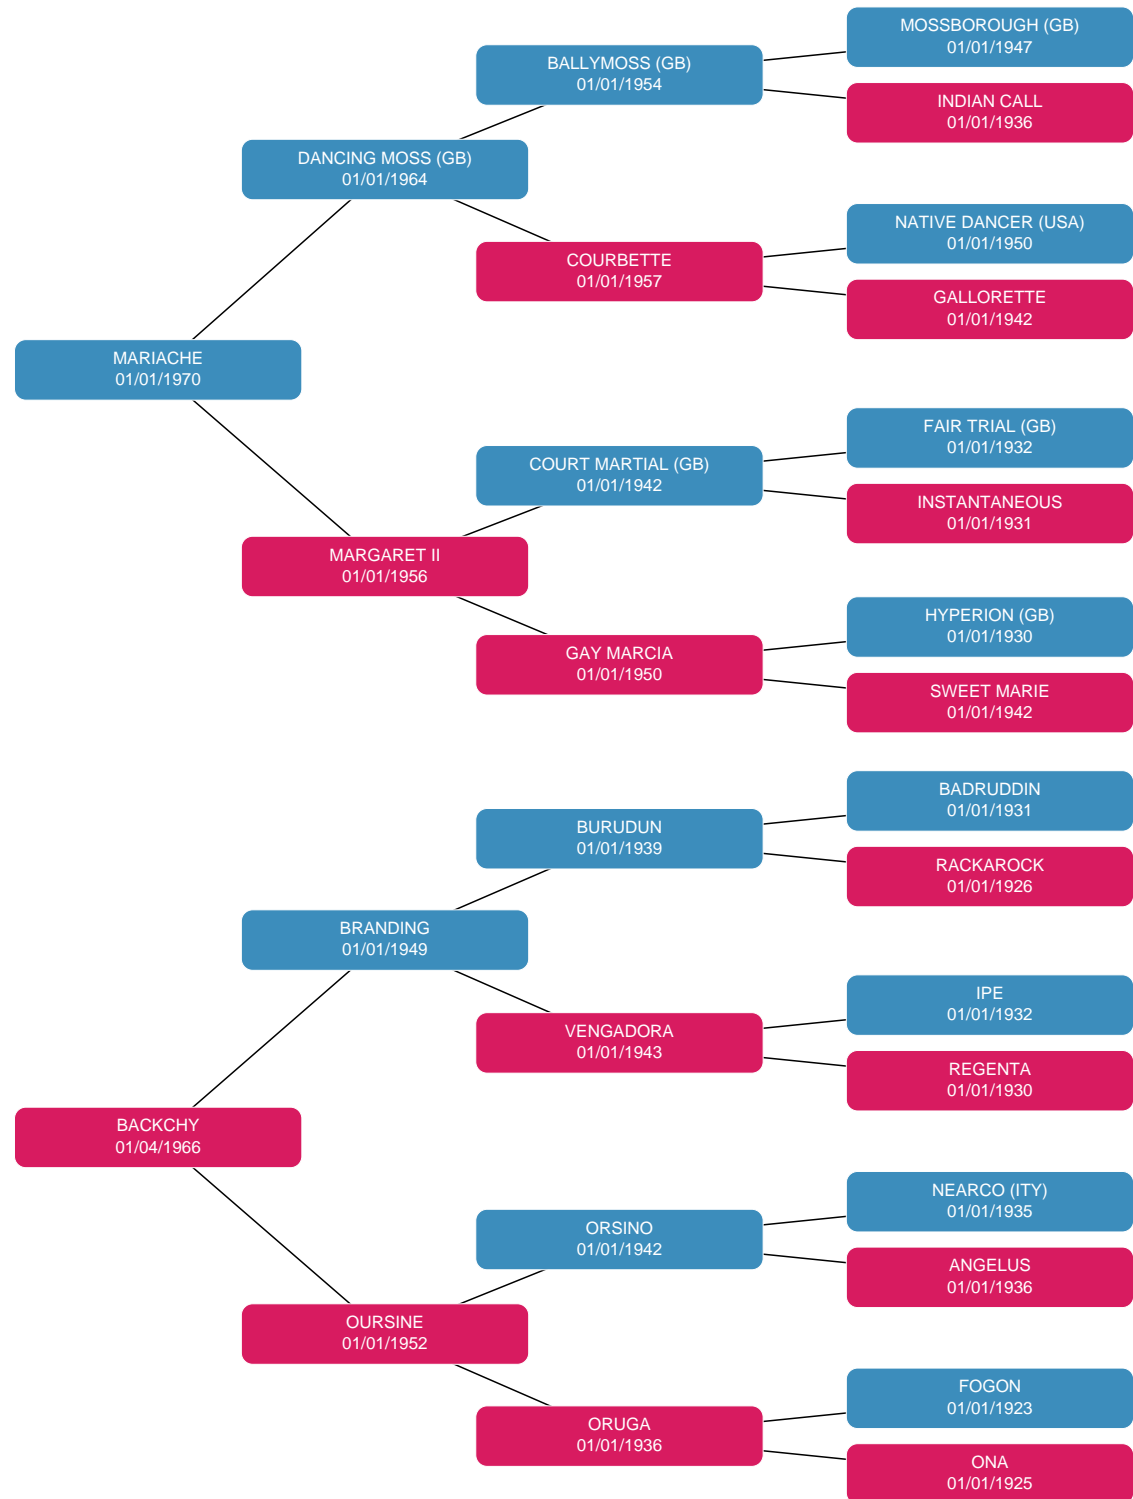 MOSSBOROUGH (GB)
01/01/1947
BALLYMOSS (GB)
01/01/1954
INDIAN CALL
01/01/1936
DANCING MOSS (GB)
01/01/1964
NATIVE DANCER (USA)
01/01/1950
COURBETTE
01/01/1957
GALLORETTE
01/01/1942
MARIACHE
01/01/1970
FAIR TRIAL (GB)
01/01/1932
COURT MARTIAL (GB)
01/01/1942
INSTANTANEOUS
01/01/1931
MARGARET II
01/01/1956
HYPERION (GB)
01/01/1930
GAY MARCIA
01/01/1950
SWEET MARIE
01/01/1942
BADRUDDIN
01/01/1931
BURUDUN
01/01/1939
RACKAROCK
01/01/1926
BRANDING
01/01/1949
IPE
01/01/1932
VENGADORA
01/01/1943
REGENTA
01/01/1930
BACKCHY
01/04/1966
NEARCO (ITY)
01/01/1935
ORSINO
01/01/1942
ANGELUS
01/01/1936
OURSINE
01/01/1952
FOGON
01/01/1923
ORUGA
01/01/1936
ONA
01/01/1925